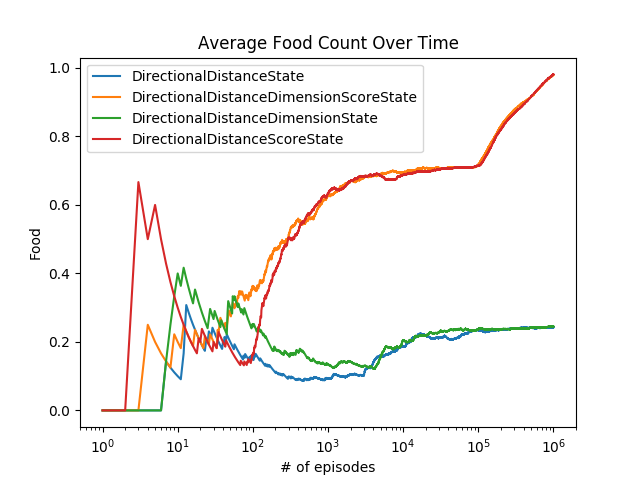 Average Food Count Over Time
DirectionalDistanceState
DirectionalDistanceDimensionScoreState
DirectionalDistanceDimensionState
DirectionalDistanceScoreState
Food
1.0
0.8
0.6
0.4
0.2
0.0
10⁰ 10¹ 10² 10³ 10⁴ 10⁵ 10⁶
# of episodes